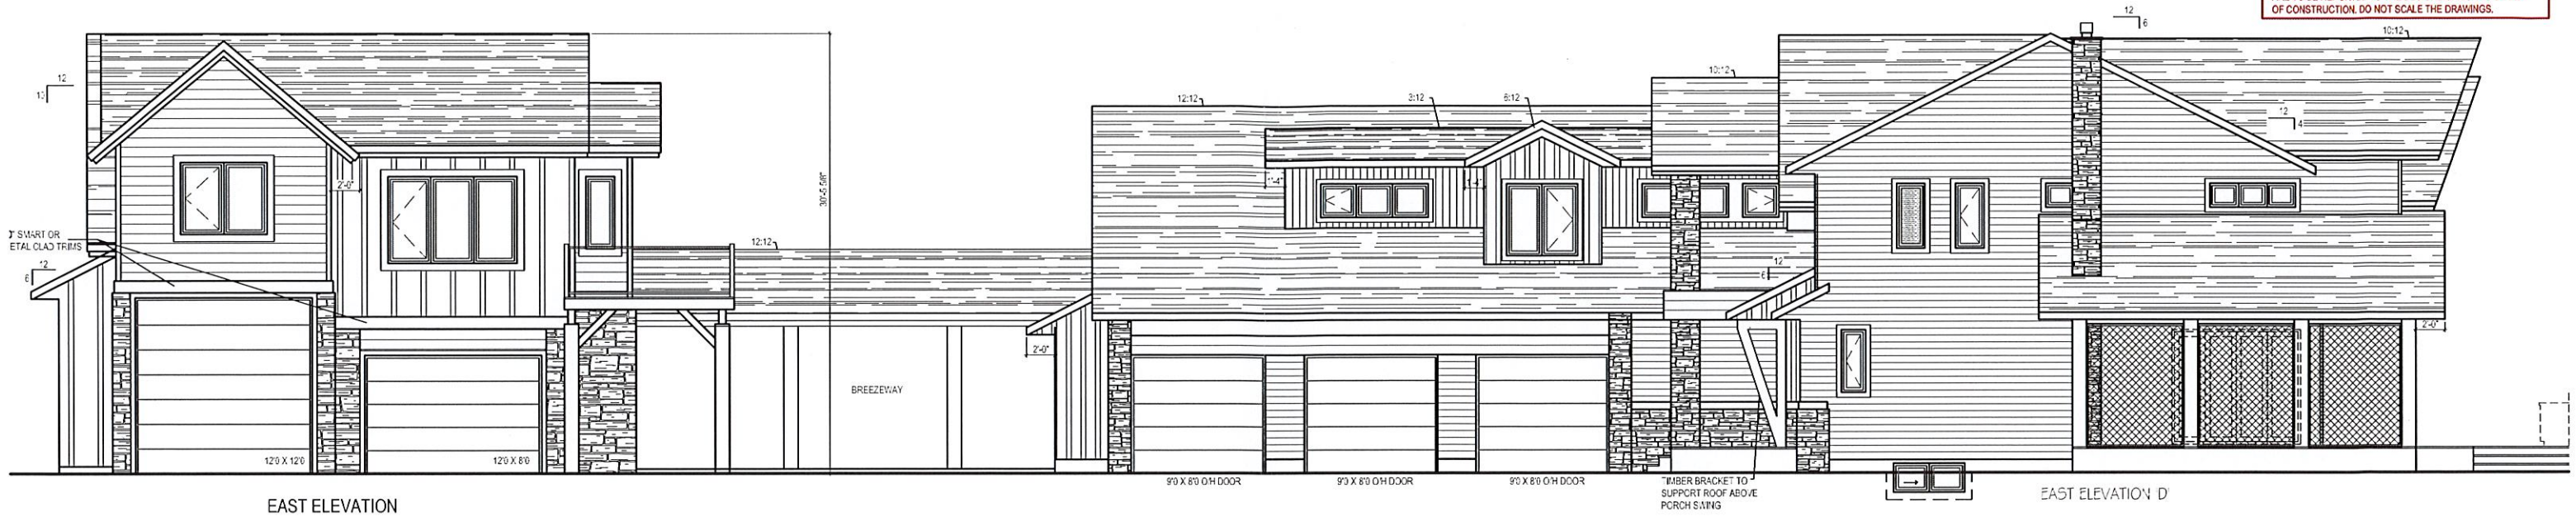 OF CONSTRUCTION. DO NOT SCALE THE DRAWINGS.
12
6
10:12
12
10:12
12:12
3:12
6:12
12
4
30'-5 5/8"
2'-0"
1'-4"
1'-4"
3" SMART OR
ETAL CLAD TRIMS
12:12
12
6
12
6
2'-0"
2'-0"
BREEZEWAY
12'0 X 12'0
12'0 X 8'0
9'0 X 8'0 O/H DOOR
9'0 X 8'0 O/H DOOR
9'0 X 8'0 O/H DOOR
TIMBER BRACKET TO
SUPPORT ROOF ABOVE
PORCH SWING
EAST ELEVATION 'D'
EAST ELEVATION